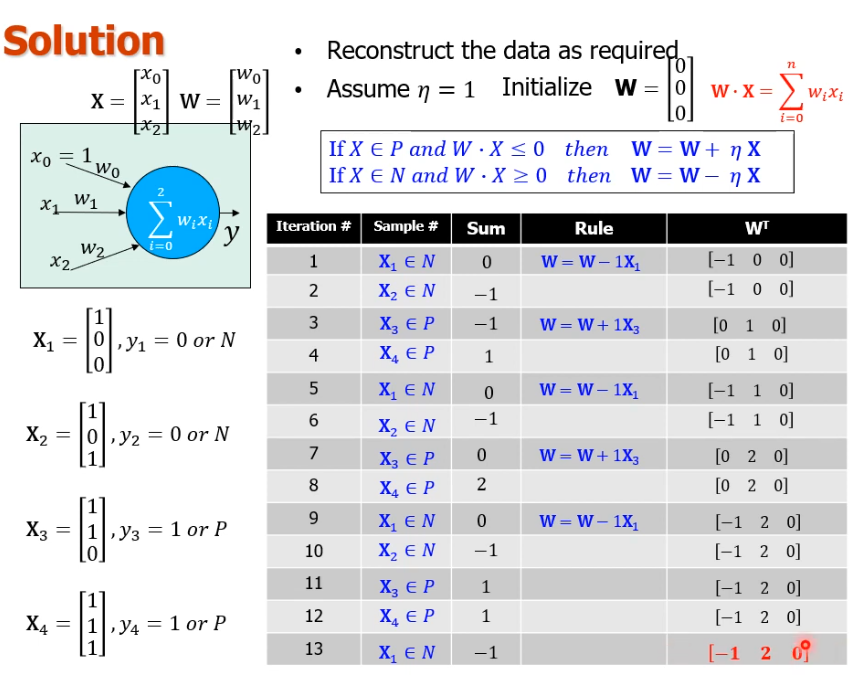 Solution
• Reconstruct the data as required
• Assume η = 1 Initialize W = [0 0 0] W · X = ∑_{i=0}^{n} w_i x_i
X = [x₀ x₁ x₂] W = [w₀ w₁ w₂]
If X ∈ P and W · X ≤ 0 then W = W + η X
If X ∈ N and W · X ≥ 0 then W = W − η X
x₀ = 1 w₀
x₁ w₁
x₂ w₂
∑_{i=0}^{2} w_i x_i
y
X₁ = [1 0 0], y₁ = 0 or N
X₂ = [1 0 1], y₂ = 0 or N
X₃ = [1 1 0], y₃ = 1 or P
X₄ = [1 1 1], y₄ = 1 or P
Iteration # Sample # Sum Rule Wᵀ
1 X₁ ∈ N 0 W = W − 1X₁ [−1 0 0]
2 X₂ ∈ N −1 [−1 0 0]
3 X₃ ∈ P −1 W = W + 1X₃ [0 1 0]
4 X₄ ∈ P 1 [0 1 0]
5 X₁ ∈ N 0 W = W − 1X₁ [−1 1 0]
6 X₂ ∈ N −1 [−1 1 0]
7 X₃ ∈ P 0 W = W + 1X₃ [0 2 0]
8 X₄ ∈ P 2 [0 2 0]
9 X₁ ∈ N 0 W = W − 1X₁ [−1 2 0]
10 X₂ ∈ N −1 [−1 2 0]
11 X₃ ∈ P 1 [−1 2 0]
12 X₄ ∈ P 1 [−1 2 0]
13 X₁ ∈ N −1 [−1 2 0]